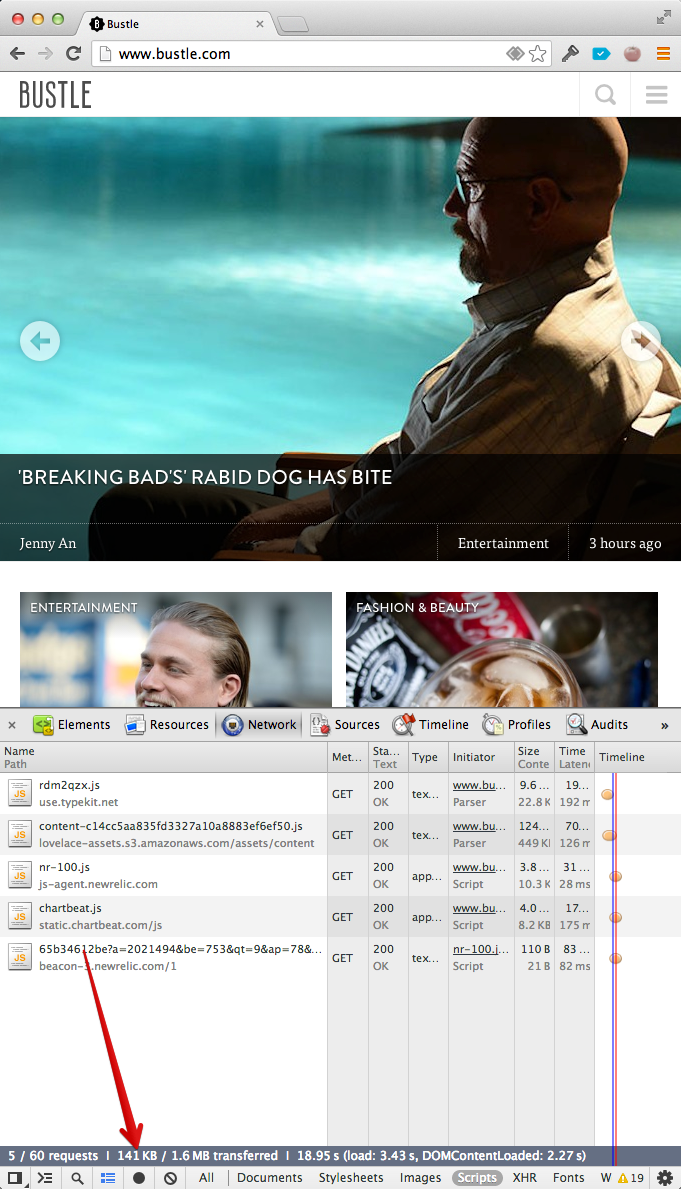 Bustle
www.bustle.com
BUSTLE
'BREAKING BAD'S' RABID DOG HAS BITE
Jenny An Entertainment 3 hours ago
ENTERTAINMENT FASHION & BEAUTY
Elements Resources Network Sources Timeline Profiles Audits »
Name Met... Sta... Type Initiator Size Time Timeline
Path Text Conte Laten
rdm2qzx.js GET 200 tex... www.bu... 9.6 ... 19...
use.typekit.net OK Parser 22.8 K 192 m
content-c14cc5aa835fd3327a10a8883ef6ef50.js GET 200 tex... www.bu... 124... 70...
lovelace-assets.s3.amazonaws.com/assets/content OK Parser 449 KI 126 m
nr-100.js GET 200 app... www.bu... 3.8 ... 31 ...
js-agent.newrelic.com OK Script 10.3 K 28 ms
chartbeat.js GET 200 app... www.bu... 4.0 ... 17...
static.chartbeat.com/js OK Script 8.2 KB 175 m
65b34612be?a=2021494&be=753&qt=9&ap=78&... GET 200 tex... nr-100.j... 110 B 83 ...
beacon-3.newrelic.com/1 OK Script 21 B 82 ms
5 / 60 requests | 141 KB / 1.6 MB transferred | 18.95 s (load: 3.43 s, DOMContentLoaded: 2.27 s)
All Documents Stylesheets Images Scripts XHR Fonts W 19